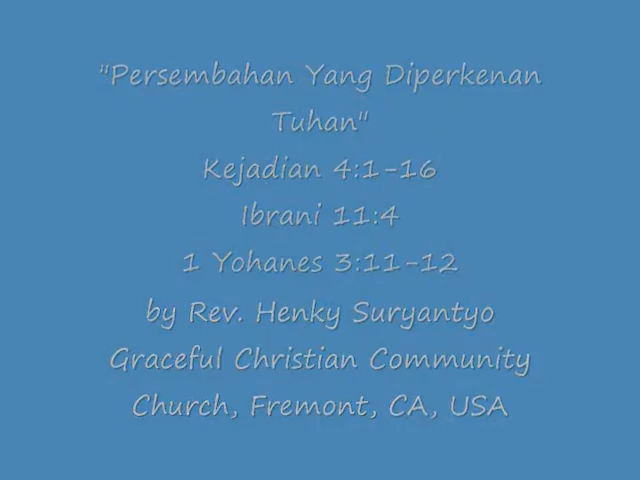 "Persembahan Yang Diperkenan
Tuhan"
Kejadian 4:1-16
Ibrani 11:4
1 Yohanes 3:11-12
by Rev. Henky Suryantyo
Graceful Christian Community
Church, Fremont, CA, USA